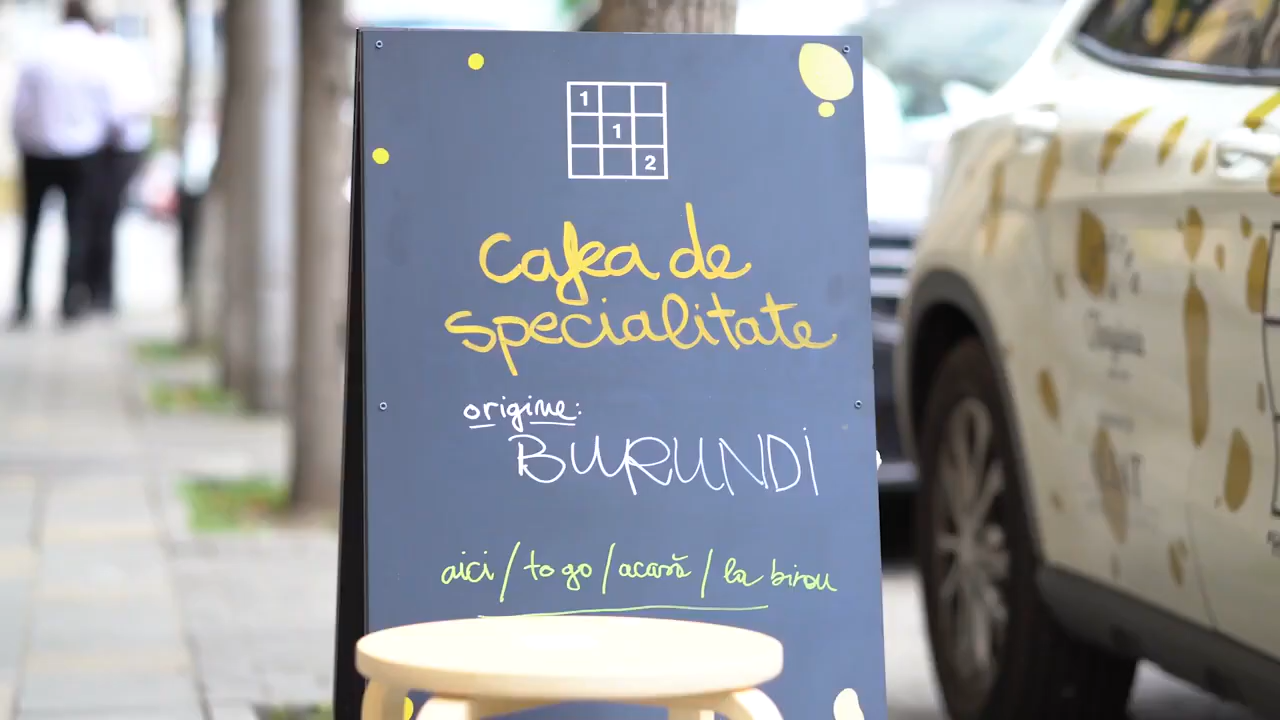 1
1
2
Cafea de
specialitate
origine:
BURUNDI
aici / to go / acasă / la birou